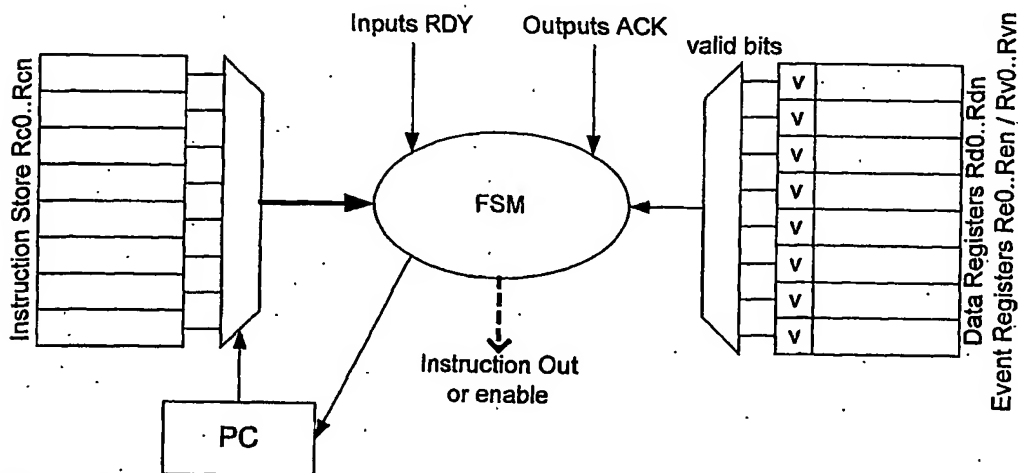 Inputs RDY
Outputs ACK
valid bits
Instruction Store Rc0..Rcn
v
v
v
v
v
v
v
v
Data Registers Rd0..Rdn
Event Registers Re0..Ren / Rv0..Rvn
FSM
Instruction Out
or enable
PC